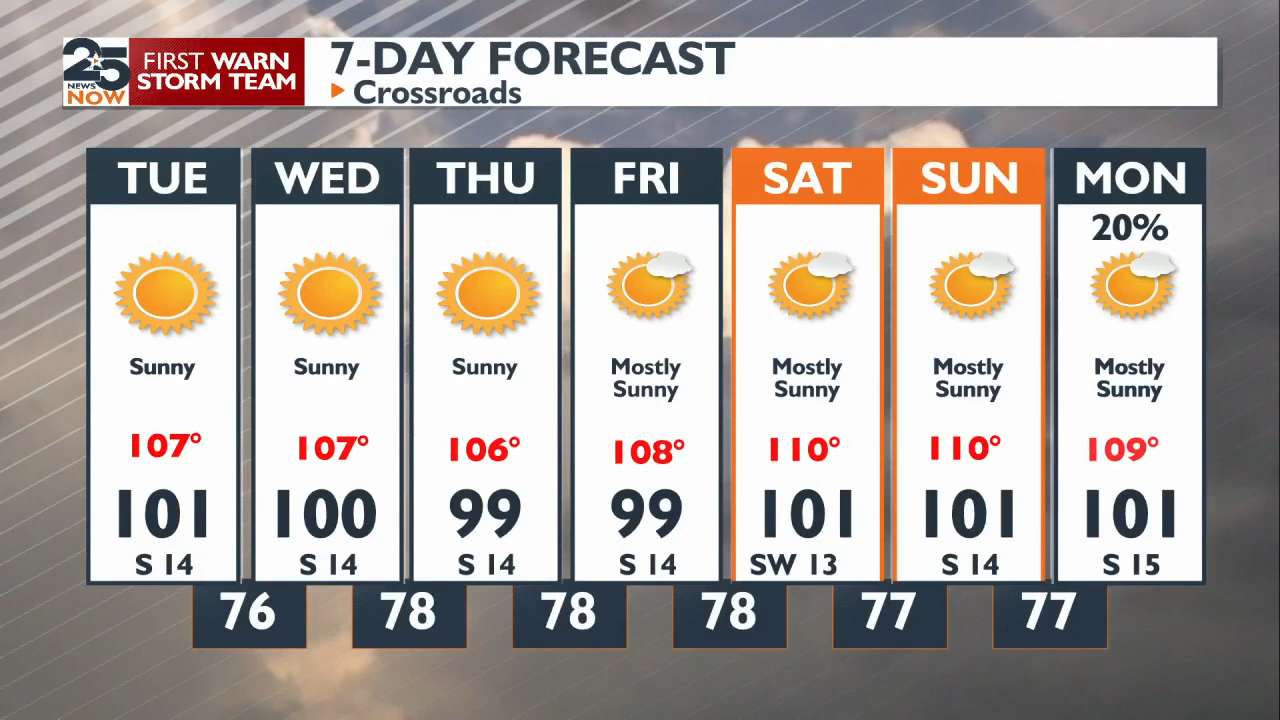 25
NEWS
NOW
FIRST WARN
STORM TEAM
7-DAY FORECAST
Crossroads
TUE
Sunny
107°
101
S 14
WED
Sunny
107°
100
S 14
THU
Sunny
106°
99
S 14
FRI
Mostly
Sunny
108°
99
S 14
SAT
Mostly
Sunny
110°
101
SW 13
SUN
Mostly
Sunny
110°
101
S 14
MON
20%
Mostly
Sunny
109°
101
S 15
76
78
78
78
77
77